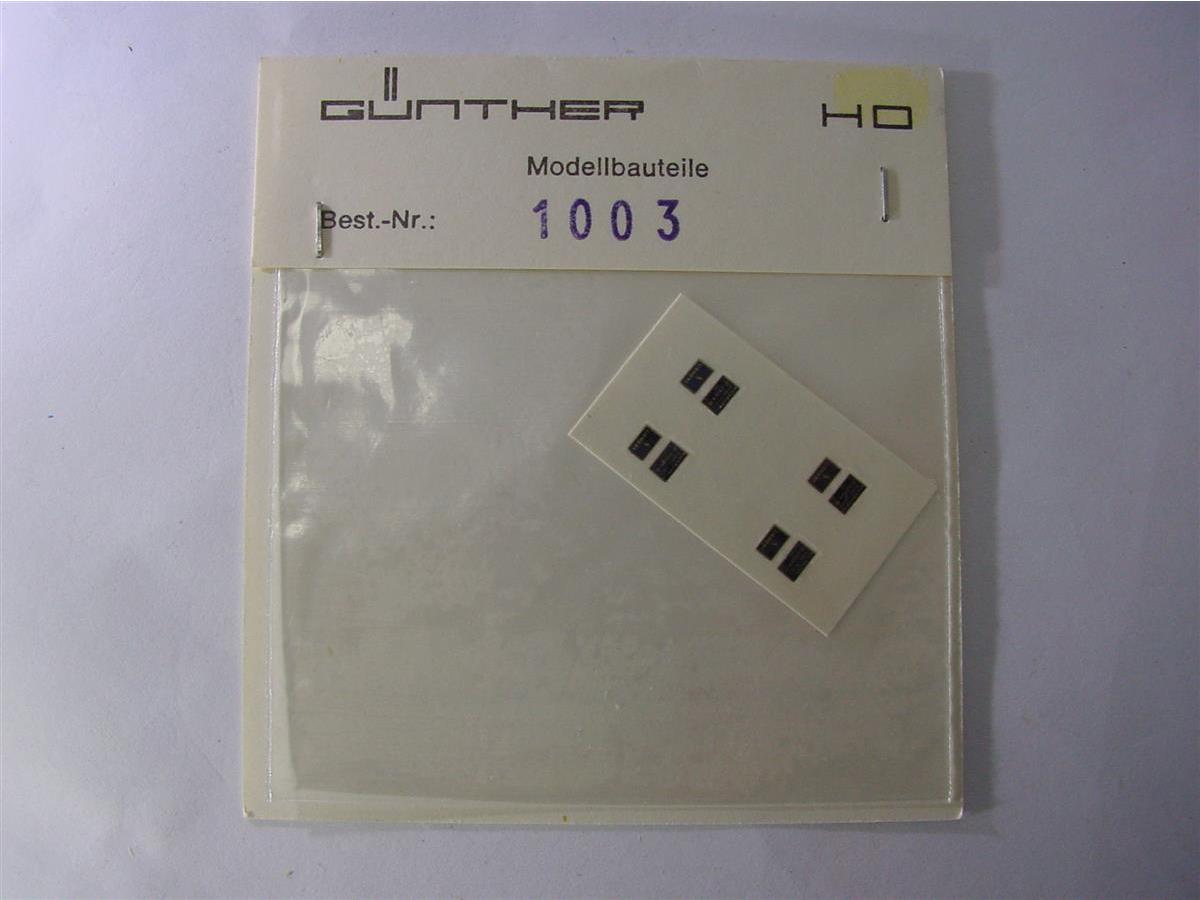 GÜNTHER
HO
Modellbauteile
Best.-Nr.: 1003